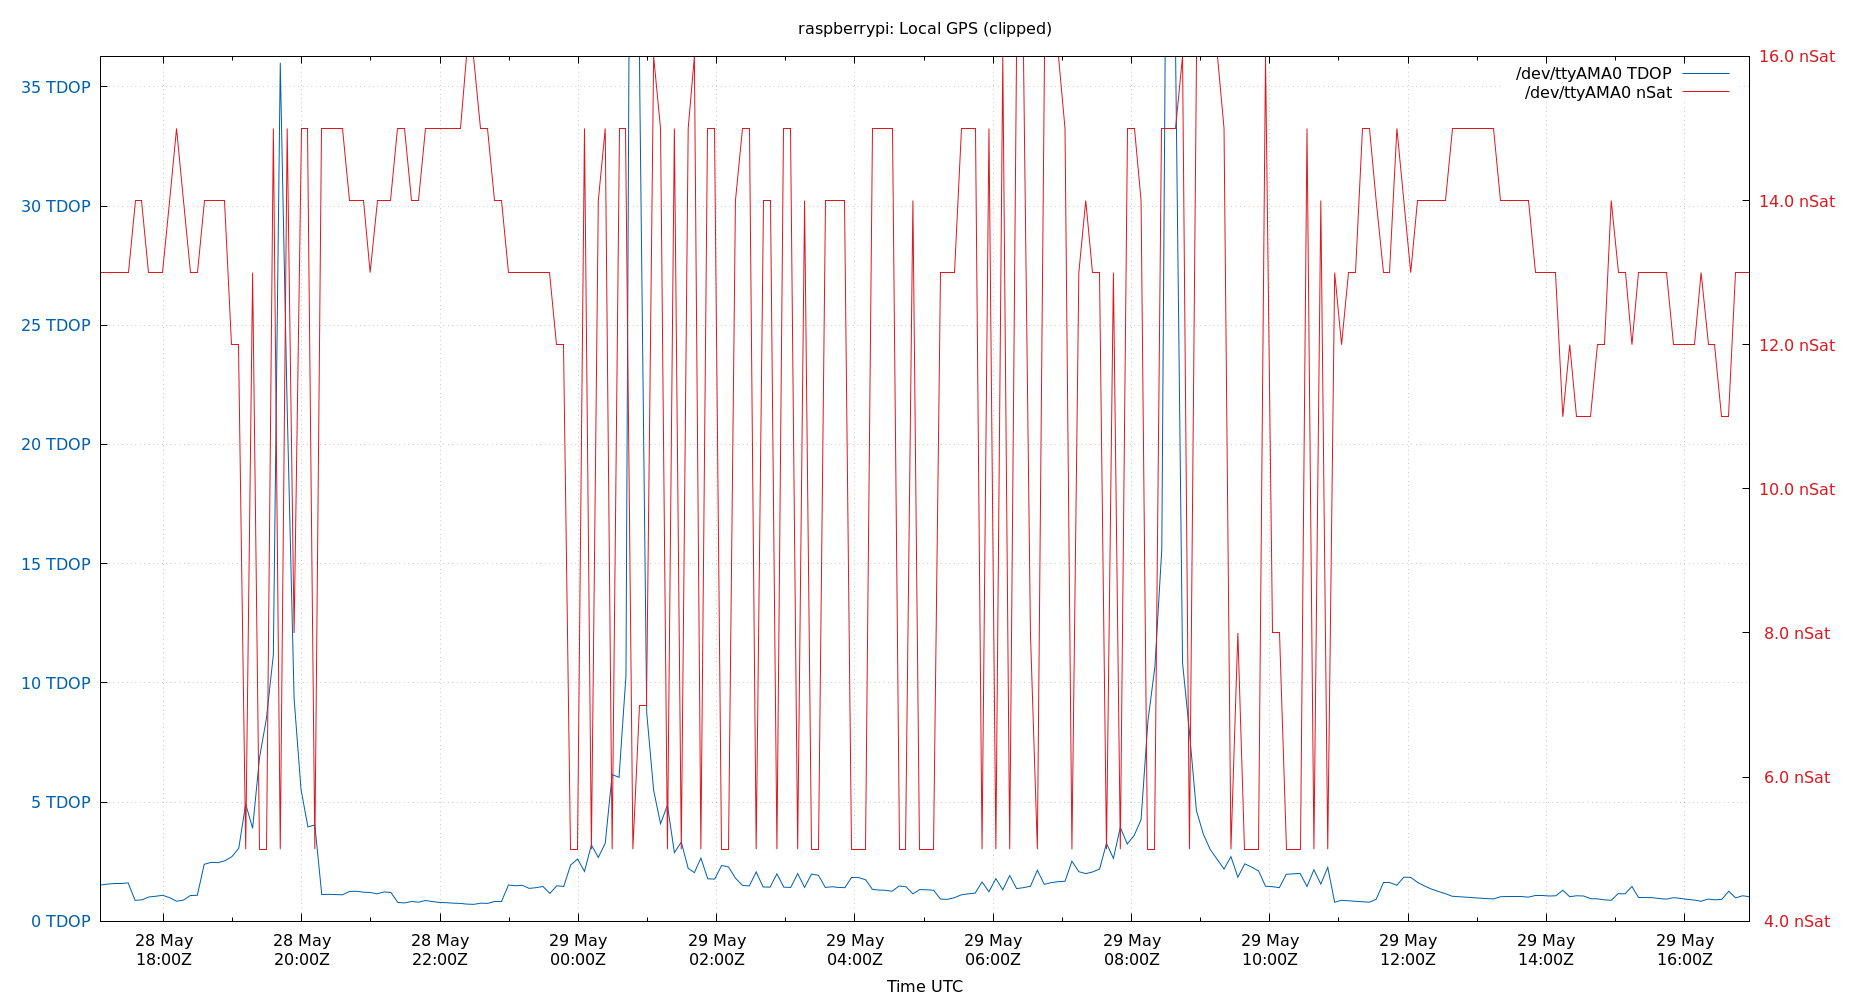 raspberrypi: Local GPS (clipped)
/dev/ttyAMA0 TDOP
/dev/ttyAMA0 nSat
35 TDOP
30 TDOP
25 TDOP
20 TDOP
15 TDOP
10 TDOP
5 TDOP
0 TDOP
16.0 nSat
14.0 nSat
12.0 nSat
10.0 nSat
8.0 nSat
6.0 nSat
4.0 nSat
28 May
18:00Z
28 May
20:00Z
28 May
22:00Z
29 May
00:00Z
29 May
02:00Z
29 May
04:00Z
29 May
06:00Z
29 May
08:00Z
29 May
10:00Z
29 May
12:00Z
29 May
14:00Z
29 May
16:00Z
Time UTC